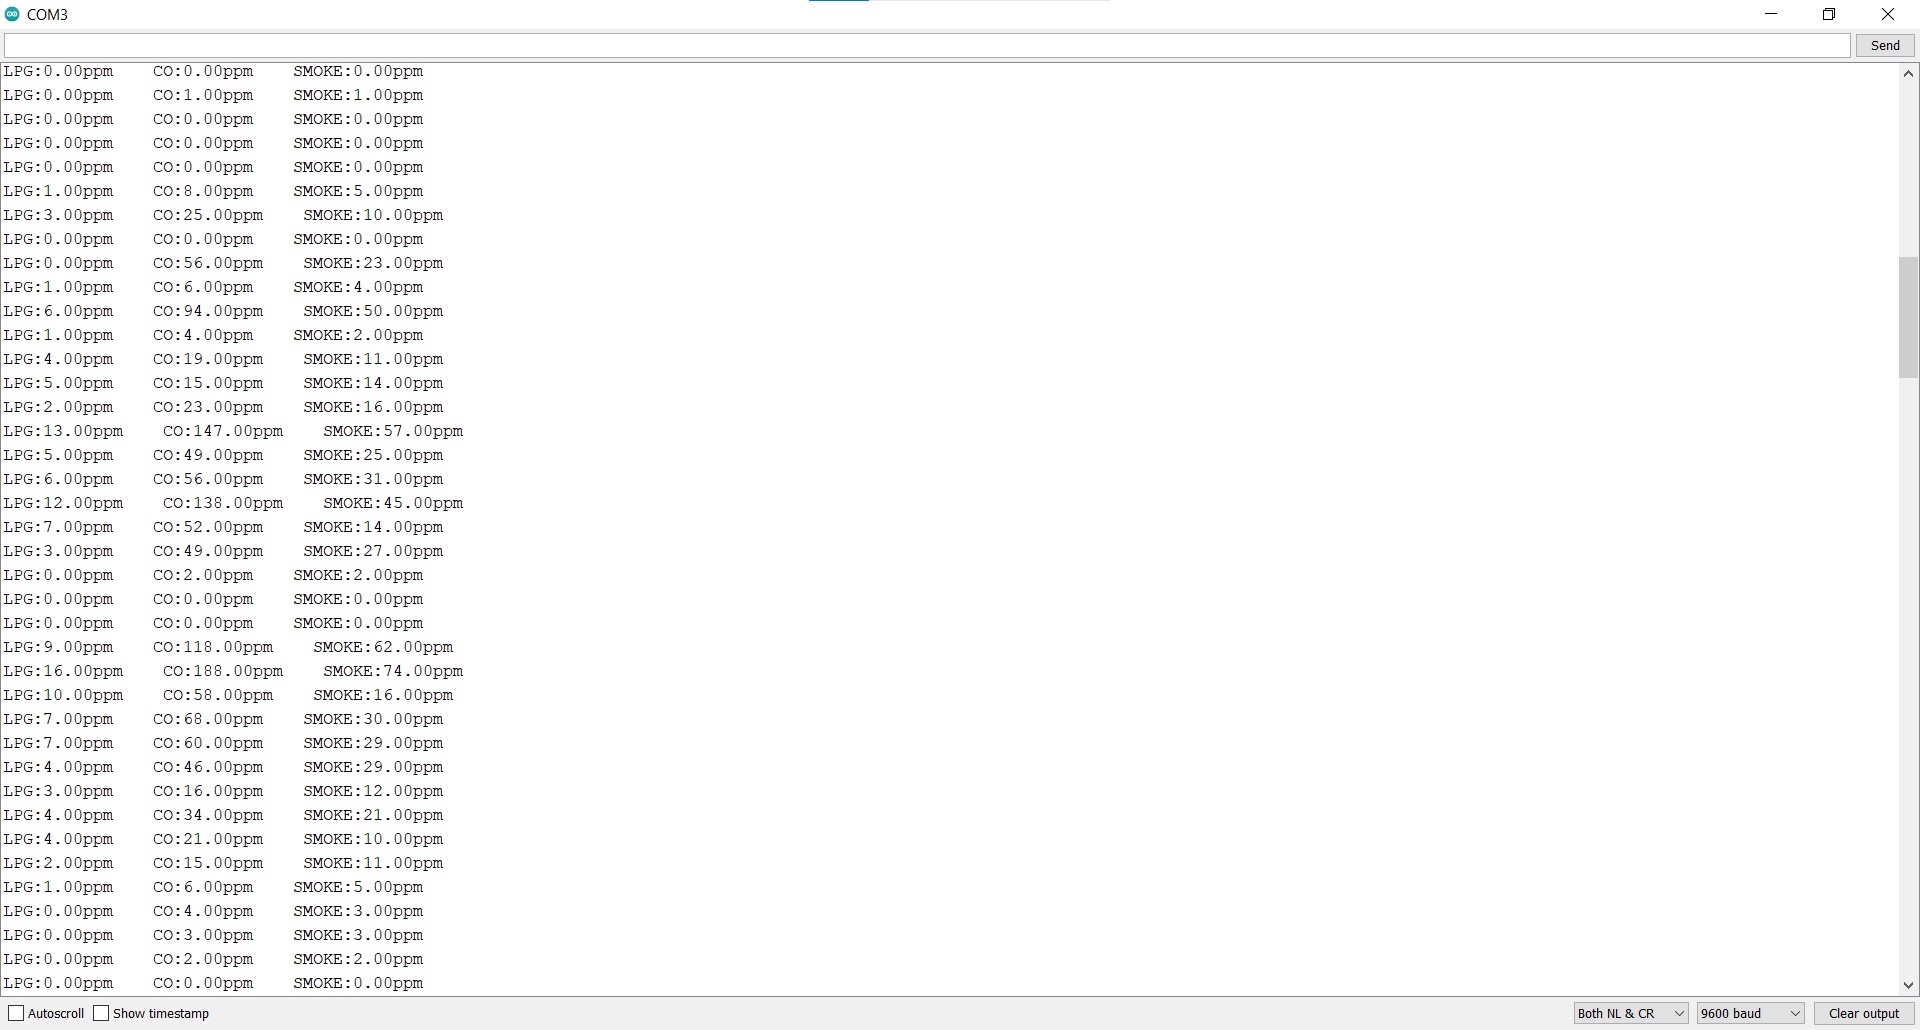 COM3
Send
LPG:0.00ppm    CO:0.00ppm    SMOKE:0.00ppm
LPG:0.00ppm    CO:1.00ppm    SMOKE:1.00ppm
LPG:0.00ppm    CO:0.00ppm    SMOKE:0.00ppm
LPG:0.00ppm    CO:0.00ppm    SMOKE:0.00ppm
LPG:0.00ppm    CO:0.00ppm    SMOKE:0.00ppm
LPG:1.00ppm    CO:8.00ppm    SMOKE:5.00ppm
LPG:3.00ppm    CO:25.00ppm    SMOKE:10.00ppm
LPG:0.00ppm    CO:0.00ppm    SMOKE:0.00ppm
LPG:0.00ppm    CO:56.00ppm    SMOKE:23.00ppm
LPG:1.00ppm    CO:6.00ppm    SMOKE:4.00ppm
LPG:6.00ppm    CO:94.00ppm    SMOKE:50.00ppm
LPG:1.00ppm    CO:4.00ppm    SMOKE:2.00ppm
LPG:4.00ppm    CO:19.00ppm    SMOKE:11.00ppm
LPG:5.00ppm    CO:15.00ppm    SMOKE:14.00ppm
LPG:2.00ppm    CO:23.00ppm    SMOKE:16.00ppm
LPG:13.00ppm    CO:147.00ppm    SMOKE:57.00ppm
LPG:5.00ppm    CO:49.00ppm    SMOKE:25.00ppm
LPG:6.00ppm    CO:56.00ppm    SMOKE:31.00ppm
LPG:12.00ppm    CO:138.00ppm    SMOKE:45.00ppm
LPG:7.00ppm    CO:52.00ppm    SMOKE:14.00ppm
LPG:3.00ppm    CO:49.00ppm    SMOKE:27.00ppm
LPG:0.00ppm    CO:2.00ppm    SMOKE:2.00ppm
LPG:0.00ppm    CO:0.00ppm    SMOKE:0.00ppm
LPG:0.00ppm    CO:0.00ppm    SMOKE:0.00ppm
LPG:9.00ppm    CO:118.00ppm    SMOKE:62.00ppm
LPG:16.00ppm    CO:188.00ppm    SMOKE:74.00ppm
LPG:10.00ppm    CO:58.00ppm    SMOKE:16.00ppm
LPG:7.00ppm    CO:68.00ppm    SMOKE:30.00ppm
LPG:7.00ppm    CO:60.00ppm    SMOKE:29.00ppm
LPG:4.00ppm    CO:46.00ppm    SMOKE:29.00ppm
LPG:3.00ppm    CO:16.00ppm    SMOKE:12.00ppm
LPG:4.00ppm    CO:34.00ppm    SMOKE:21.00ppm
LPG:4.00ppm    CO:21.00ppm    SMOKE:10.00ppm
LPG:2.00ppm    CO:15.00ppm    SMOKE:11.00ppm
LPG:1.00ppm    CO:6.00ppm    SMOKE:5.00ppm
LPG:0.00ppm    CO:4.00ppm    SMOKE:3.00ppm
LPG:0.00ppm    CO:3.00ppm    SMOKE:3.00ppm
LPG:0.00ppm    CO:2.00ppm    SMOKE:2.00ppm
LPG:0.00ppm    CO:0.00ppm    SMOKE:0.00ppm
Autoscroll Show timestamp Both NL & CR 9600 baud Clear output